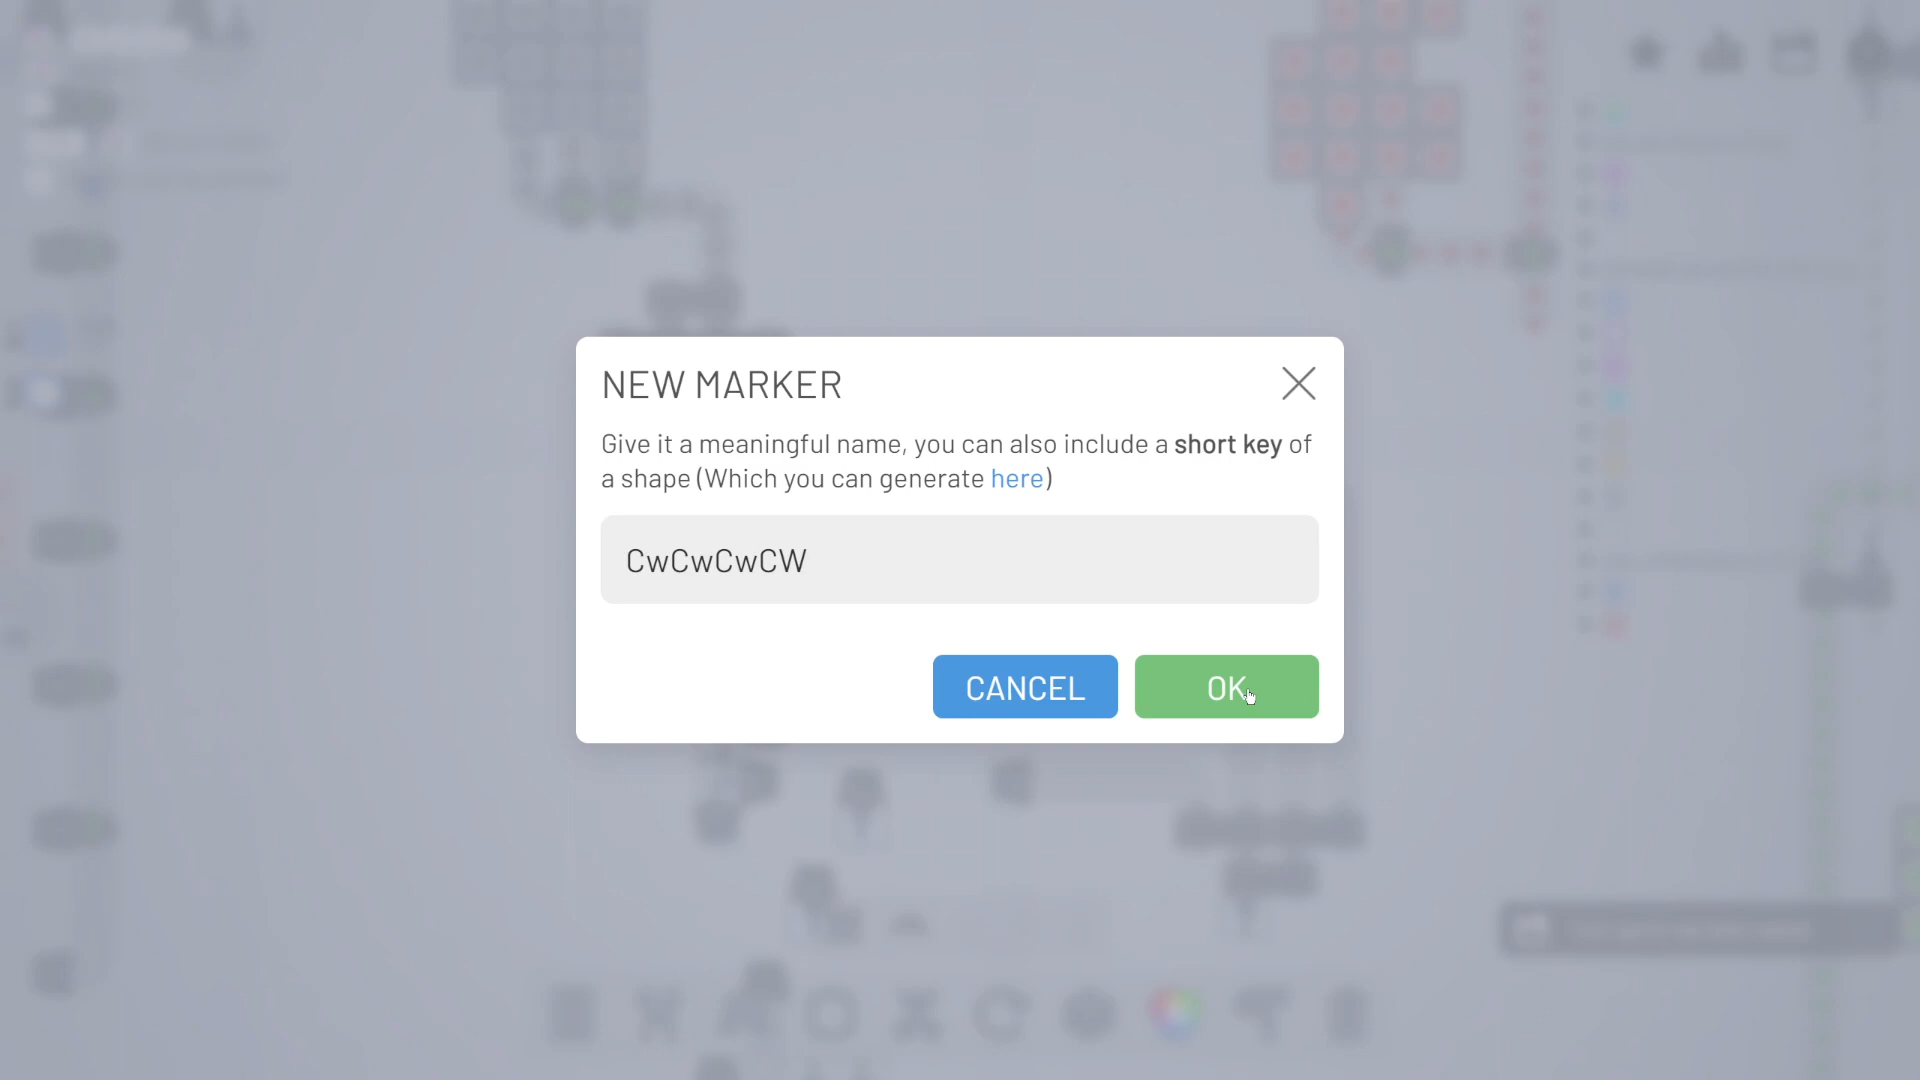 NEW MARKER
Give it a meaningful name, you can also include a short key of
a shape (Which you can generate here)
CwCwCwCW
CANCEL
OK